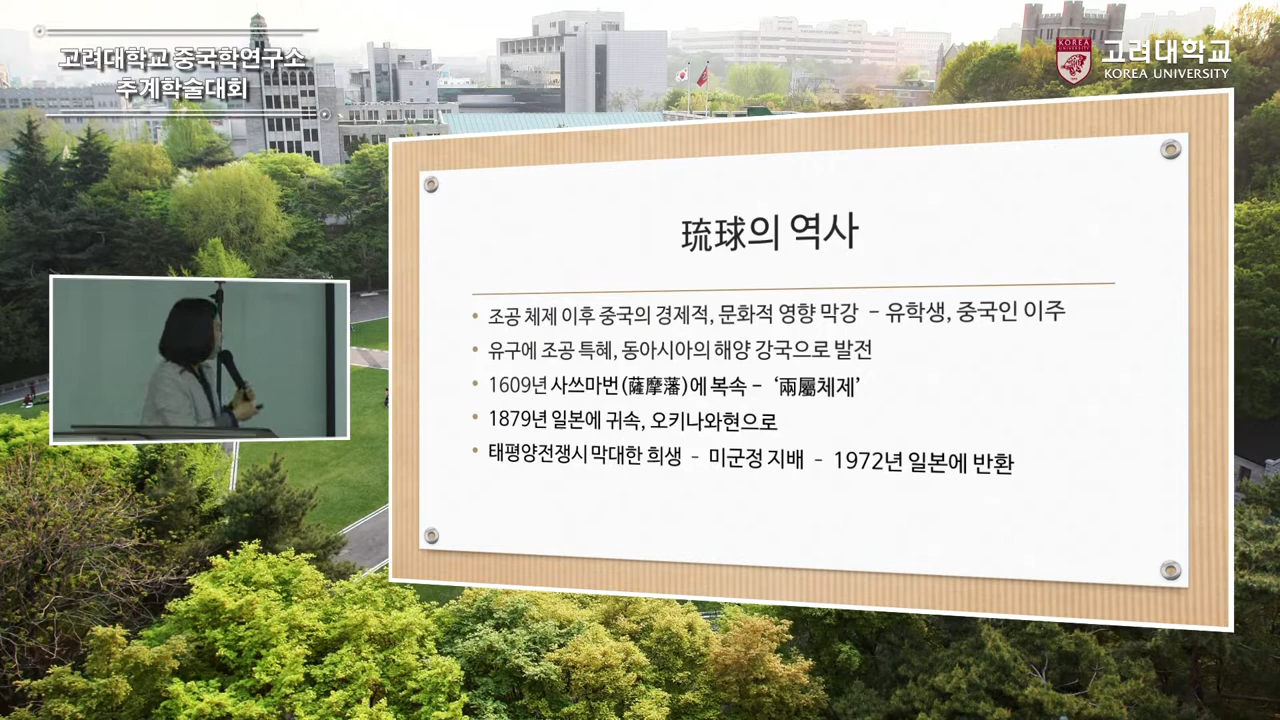 고려대학교 중국학연구소
추계학술대회
KOREA
UNIVERSITY
고려대학교
KOREA UNIVERSITY
琉球의 역사
• 조공 체제 이후 중국의 경제적, 문화적 영향 막강 – 유학생, 중국인 이주
• 유구에 조공 특혜, 동아시아의 해양 강국으로 발전
• 1609년 사쓰마번(薩摩藩)에 복속 – ‘兩屬체제’
• 1879년 일본에 귀속, 오키나와현으로
• 태평양전쟁시 막대한 희생 – 미군정 지배 – 1972년 일본에 반환